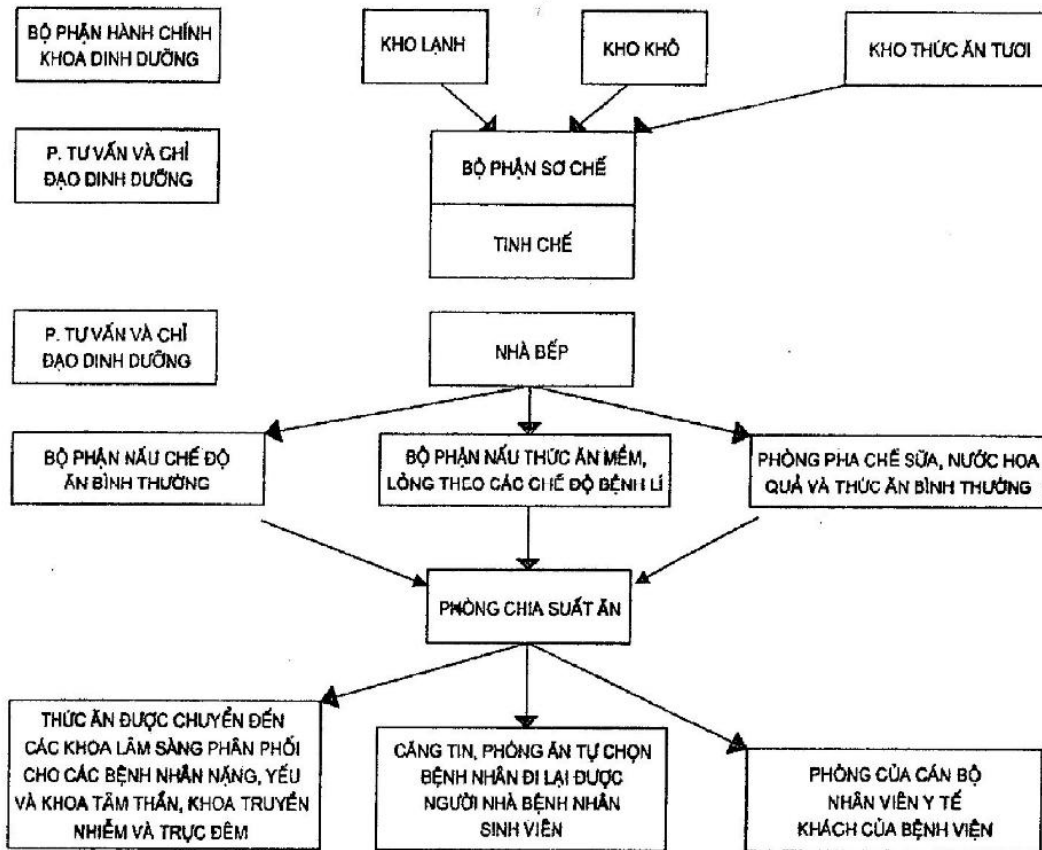 BỘ PHẬN HÀNH CHÍNH
KHOA DINH DƯỠNG
KHO LẠNH
KHO KHÔ
KHO THỨC ĂN TƯƠI
P. TƯ VẤN VÀ CHỈ
ĐẠO DINH DƯỠNG
BỘ PHẬN SƠ CHẾ
TINH CHẾ
P. TƯ VẤN VÀ CHỈ
ĐẠO DINH DƯỠNG
NHÀ BẾP
BỘ PHẬN NẤU CHẾ ĐỘ
ĂN BÌNH THƯỜNG
BỘ PHẬN NẤU THỨC ĂN MỀM,
LỎNG THEO CÁC CHẾ ĐỘ BỆNH LÍ
PHÒNG PHA CHẾ SỮA, NƯỚC HOA
QUẢ VÀ THỨC ĂN BÌNH THƯỜNG
PHÒNG CHIA SUẤT ĂN
THỨC ĂN ĐƯỢC CHUYỂN ĐẾN
CÁC KHOA LÂM SÀNG PHÂN PHỐI
CHO CÁC BỆNH NHÂN NẶNG, YẾU
VÀ KHOA TÂM THẦN, KHOA TRUYỀN
NHIỄM VÀ TRỰC ĐÊM
CĂNG TIN, PHÒNG ĂN TỰ CHỌN
BỆNH NHÂN ĐI LẠI ĐƯỢC
NGƯỜI NHÀ BỆNH NHÂN
SINH VIÊN
PHÒNG CỦA CÁN BỘ
NHÂN VIÊN Y TẾ
KHÁCH CỦA BỆNH VIỆN